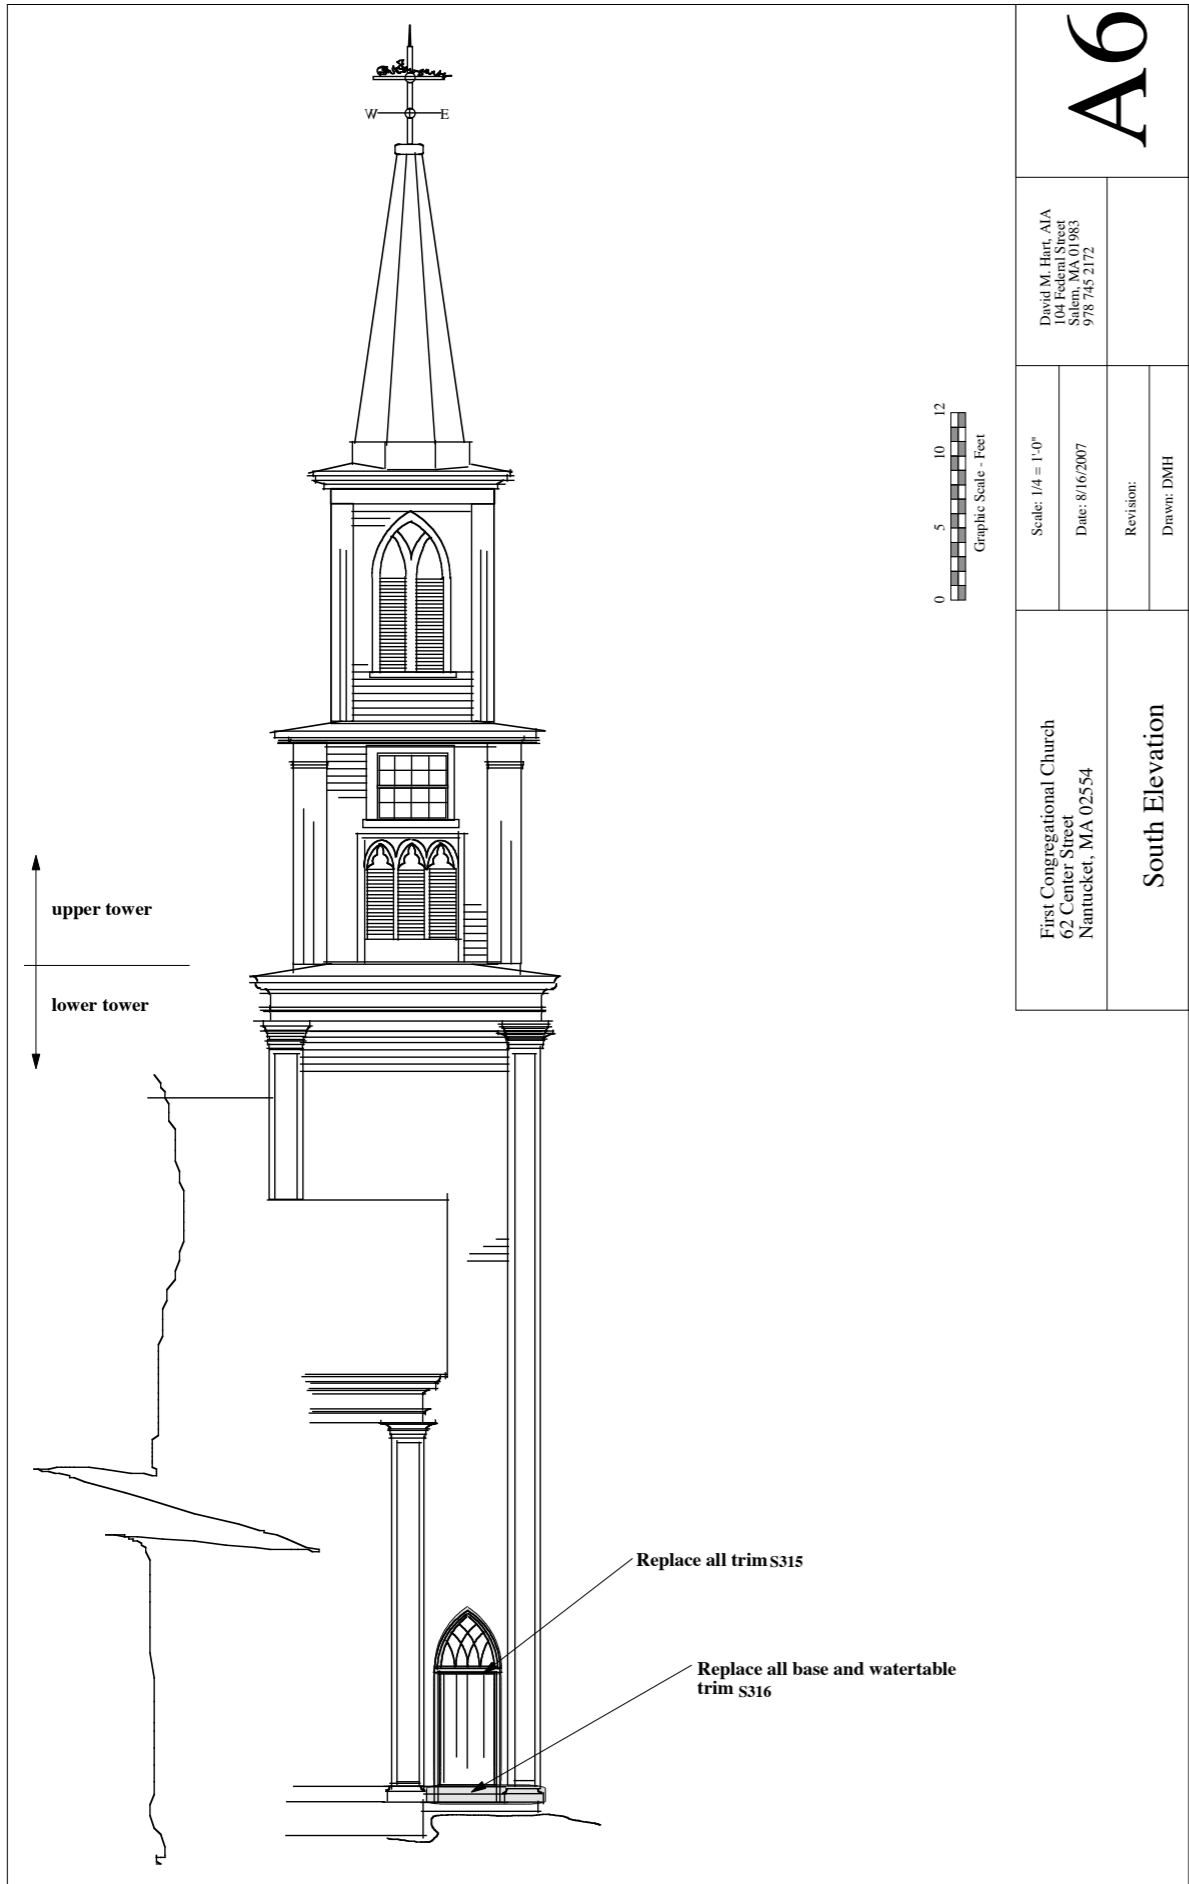 W E
upper tower
lower tower
Replace all trim S315
Replace all base and watertable
trim S316
0 5 10 12
Graphic Scale - Feet
A6
David M. Hart, AIA
104 Federal Street
Salem, MA 01983
978 745 2172
Scale: 1/4 = 1'-0"
Date: 8/16/2007
Revision:
Drawn: DMH
First Congregational Church
62 Center Street
Nantucket, MA 02554
South Elevation